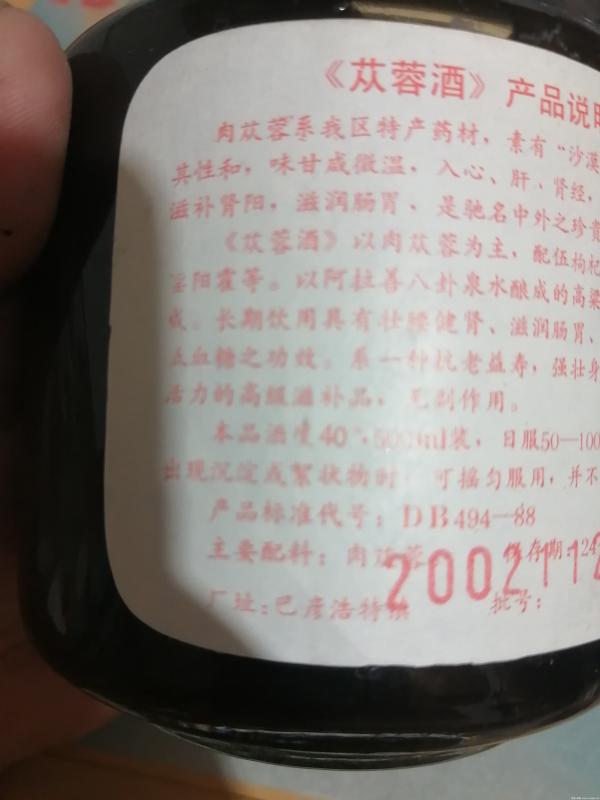 《苁蓉酒》产品说明
肉苁蓉系我区特产药材，素有“沙漠
其性和，味甘咸微温，入心、肝、肾经，
滋补肾阳，滋润肠胃、是驰名中外之珍贵
《苁蓉酒》以肉苁蓉为主，配伍枸杞
淫阳霍等。以阿拉善八卦泉水酿成的高粱
成。长期饮用具有壮腰健肾、滋润肠胃、
血糖之功效。系一种抗老益寿，强壮身
活力的高级滋补品，无副作用。
本品酒度40°，500ml装，日服50—100
出现沉淀或絮状物时，可摇匀服用，并不
产品标准代号：DB494—88
主要配料：肉苁蓉 保存期：24
厂址：巴彦浩特镇 批号：
2002112